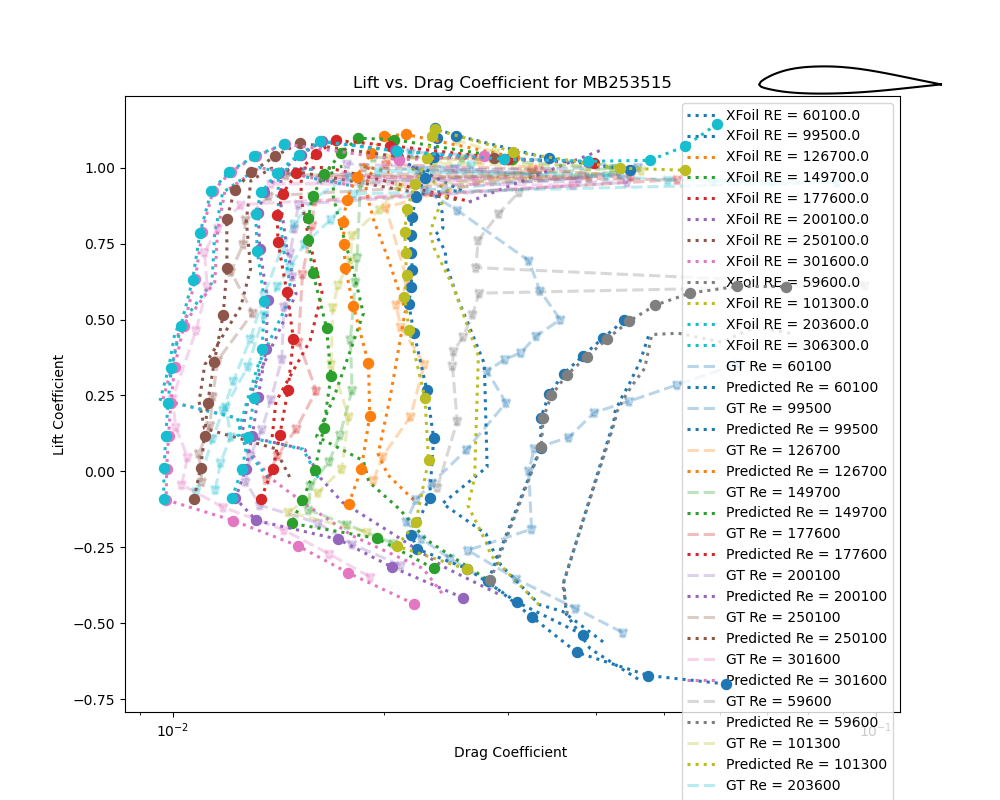 Lift vs. Drag Coefficient for MB253515
XFoil RE = 60100.0
XFoil RE = 99500.0
XFoil RE = 126700.0
XFoil RE = 149700.0
XFoil RE = 177600.0
XFoil RE = 200100.0
XFoil RE = 250100.0
XFoil RE = 301600.0
XFoil RE = 59600.0
XFoil RE = 101300.0
XFoil RE = 203600.0
XFoil RE = 306300.0
GT Re = 60100
Predicted Re = 60100
GT Re = 99500
Predicted Re = 99500
GT Re = 126700
Predicted Re = 126700
GT Re = 149700
Predicted Re = 149700
GT Re = 177600
Predicted Re = 177600
GT Re = 200100
Predicted Re = 200100
GT Re = 250100
Predicted Re = 250100
GT Re = 301600
Predicted Re = 301600
GT Re = 59600
Predicted Re = 59600
GT Re = 101300
Predicted Re = 101300
GT Re = 203600
1.00
0.75
0.50
0.25
0.00
−0.25
−0.50
−0.75
Lift Coefficient
10⁻²
10⁻¹
Drag Coefficient